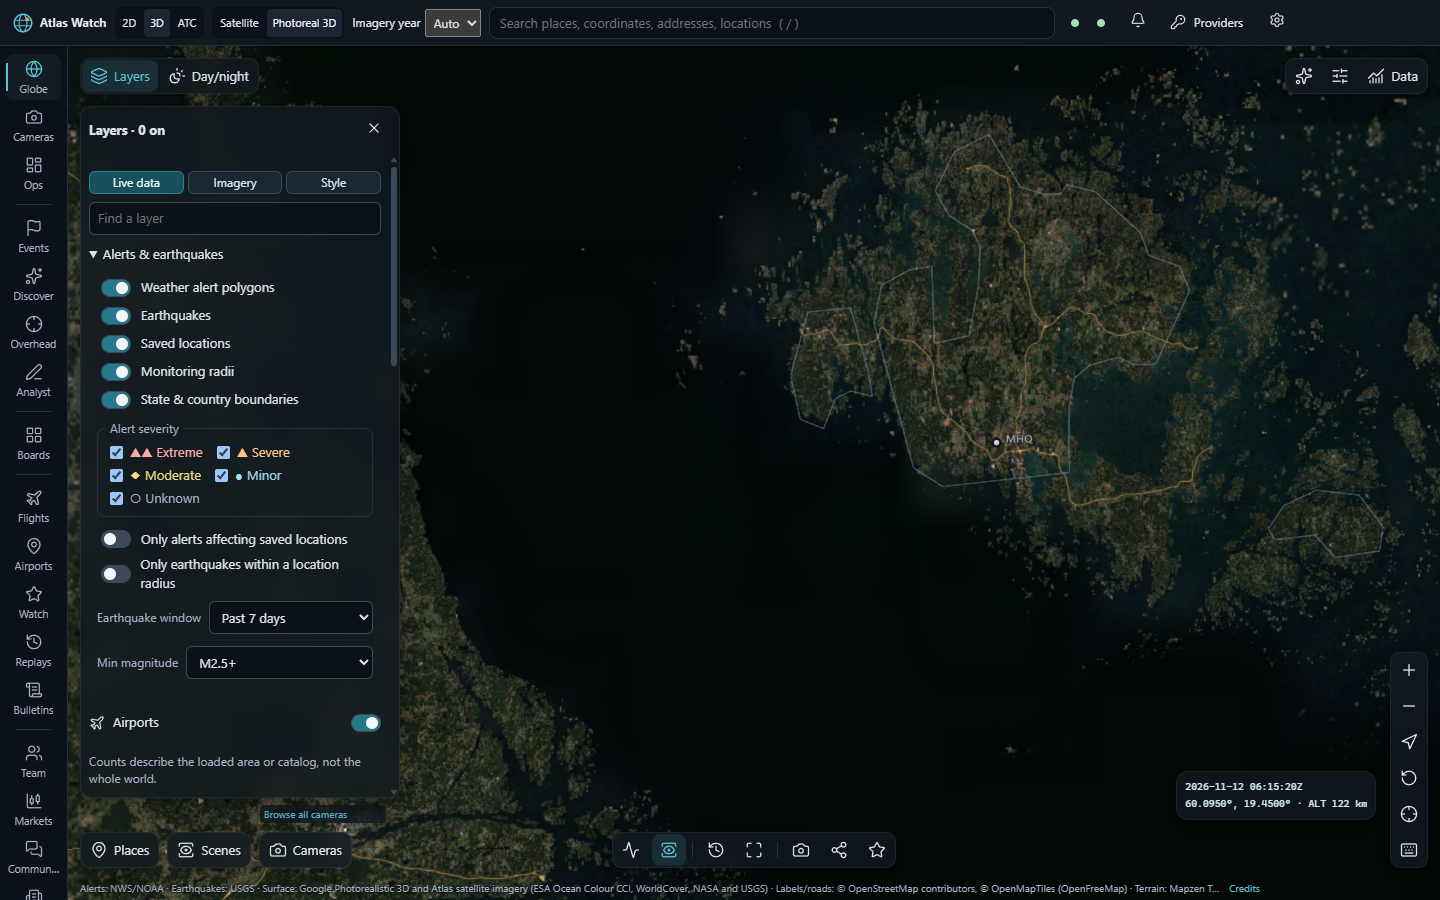 Atlas Watch
2D 3D ATC
Satellite Photoreal 3D
Imagery year Auto
Search places, coordinates, addresses, locations ( / )
Providers
Globe
Cameras
Ops
Events
Discover
Overhead
Analyst
Boards
Flights
Airports
Watch
Replays
Bulletins
Team
Markets
Commun...
Layers Day/night
Data
Layers · 0 on
Live data Imagery Style
Find a layer
▼ Alerts & earthquakes
Weather alert polygons
Earthquakes
Saved locations
Monitoring radii
State & country boundaries
Alert severity
Extreme Severe
Moderate Minor
Unknown
Only alerts affecting saved locations
Only earthquakes within a location
radius
Earthquake window Past 7 days
Min magnitude M2.5+
Airports
Counts describe the loaded area or catalog, not the
whole world.
Browse all cameras
Places Scenes Cameras
MHQ
2026-11-12 06:15:20Z
60.0950°, 19.4500° · ALT 122 km
Alerts: NWS/NOAA · Earthquakes: USGS · Surface: Google Photorealistic 3D and Atlas satellite imagery (ESA Ocean Colour CCI, WorldCover, NASA and USGS) · Labels/roads: © OpenStreetMap contributors, © OpenMapTiles (OpenFreeMap) · Terrain: Mapzen T... Credits